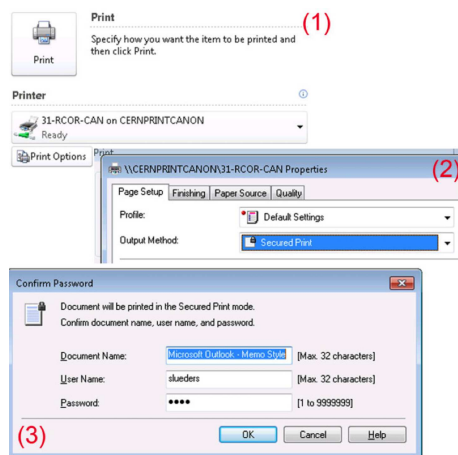 Print
(1)
Specify how you want the item to be printed and
then click Print.
Print
Printer
31-RCOR-CAN on CERNPRINTCANON
Ready
Print Options
Print
\\CERNPRINTCANON\31-RCOR-CAN Properties
(2)
Page Setup Finishing Paper Source Quality
Profile: Default Settings
Output Method: Secured Print
Confirm Password
Document will be printed in the Secured Print mode.
Confirm document name, user name, and password.
Document Name: Microsoft Outlook - Memo Style [Max. 32 characters]
User Name: slueders [Max. 32 characters]
Password: •••• [1 to 9999999]
(3)
OK Cancel Help